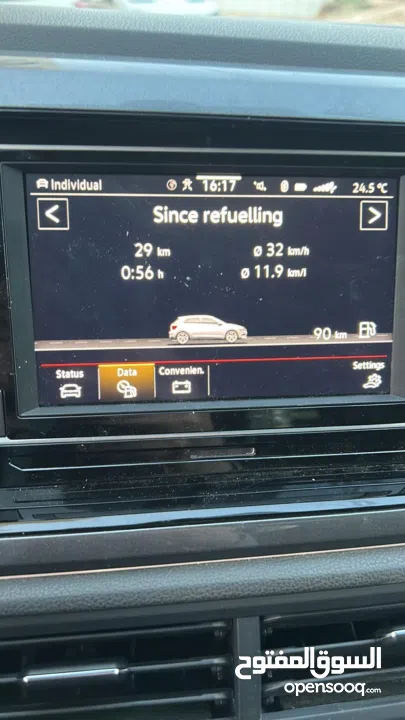 Individual 16:17 24.5 °C
Since refuelling
29 km ø 32 km/h
0:56 h ø 11.9 km/l
90 km
Status Data Convenien. Settings
السوق المفتوح
opensooq.com